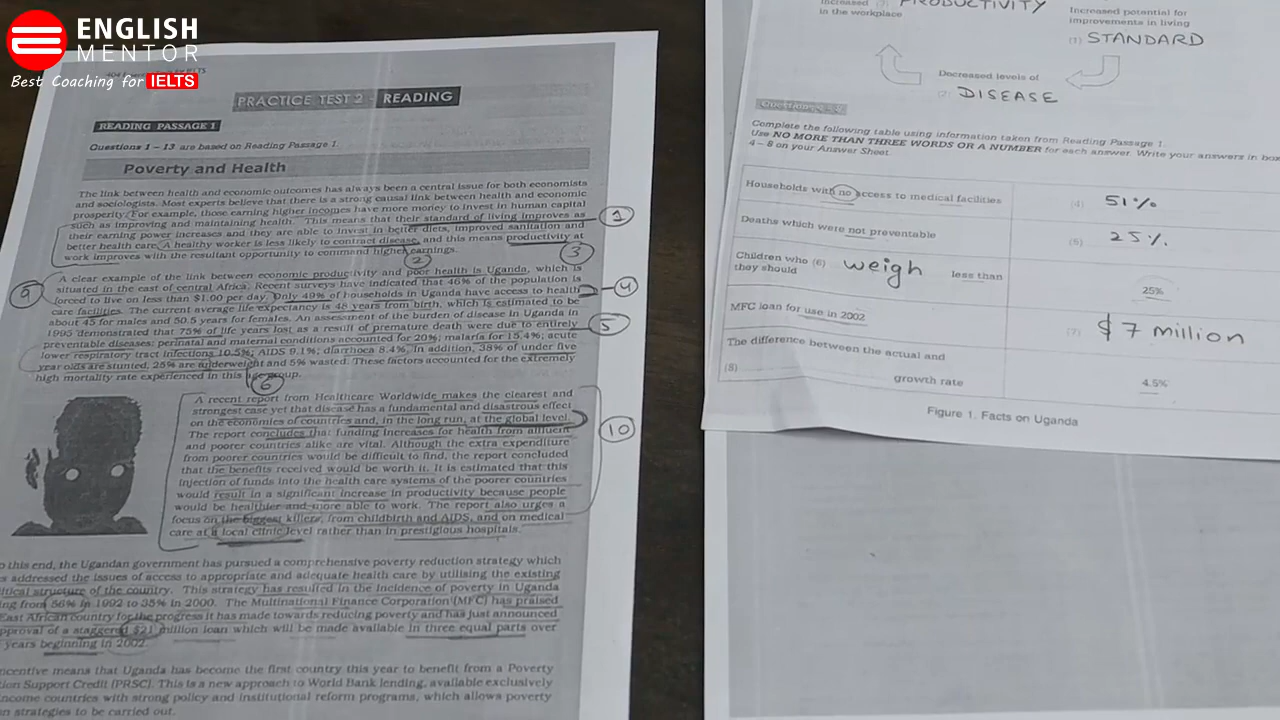 ENGLISH
MENTOR
Best Coaching for IELTS
PRACTICE TEST 2 - READING
READING PASSAGE 1
Questions 1 – 13 are based on Reading Passage 1.
Poverty and Health
The link between health and economic outcomes has always been a central issue for both economists
and sociologists. Most experts believe that there is a strong causal link between health and economic
prosperity. For example, those earning higher incomes have more money to invest in human capital
such as improving and maintaining health. This means that their standard of living improves as
their earning power increases and they are able to invest in better diets, improved sanitation and
better health care. A healthy worker is less likely to contract disease, and this means productivity at
work improves with the resultant opportunity to command higher earnings.
1
2
3
A clear example of the link between economic productivity and poor health is Uganda, which is
situated in the east of central Africa. Recent surveys have indicated that 46% of the population is
forced to live on less than $1.00 per day. Only 49% of households in Uganda have access to health
care facilities. The current average life expectancy is 48 years from birth, which is estimated to be
about 45 for males and 50.5 years for females. An assessment of the burden of disease in Uganda in
1995 demonstrated that 75% of life years lost as a result of premature death were due to entirely
preventable diseases: perinatal and maternal conditions accounted for 20%; malaria for 15.4%; acute
lower respiratory tract infections 10.5%; AIDS 9.1%; diarrhoea 8.4%. In addition, 38% of under five
year olds are stunted, 25% are underweight and 5% wasted. These factors accounted for the extremely
high mortality rate experienced in this age group.
9
4
5
6
A recent report from Healthcare Worldwide makes the clearest and
strongest case yet that disease has a fundamental and disastrous effect
on the economies of countries and, in the long run, at the global level.
The report concludes that funding increases for health from affluent
and poorer countries alike are vital. Although the extra expenditure
from poorer countries would be difficult to find, the report concluded
that the benefits received would be worth it. It is estimated that this
injection of funds into the health care systems of the poorer countries
would result in a significant increase in productivity because people
would be healthier and more able to work. The report also urges a
focus on the biggest killers, from childbirth and AIDS, and on medical
care at a local clinic level rather than in prestigious hospitals.
10
this end, the Ugandan government has pursued a comprehensive poverty reduction strategy which
addressed the issues of access to appropriate and adequate health care by utilising the existing
structure of the country. This strategy has resulted in the incidence of poverty in Uganda
from 56% in 1992 to 35% in 2000. The Multinational Finance Corporation (MFC) has praised
East African country for the progress it has made towards reducing poverty and has just announced
approval of a staggered $21 million loan which will be made available in three equal parts over
years beginning in 2002.
means that Uganda has become the first country this year to benefit from a Poverty
Support Credit (PRSC). This is a new approach to World Bank lending, available exclusively
countries with strong policy and institutional reform programs, which allows poverty
strategies to be carried out.
Increased (3) PRODUCTIVITY
in the workplace
Increased potential for
improvements in living
(1) STANDARD
Decreased levels of
(2) DISEASE
Complete the following table using information taken from Reading Passage 1.
Use NO MORE THAN THREE WORDS OR A NUMBER for each answer. Write your answers in
4 – 8 on your Answer Sheet.
Households with no access to medical facilities (4) 51%
Deaths which were not preventable (5) 25%
Children who (6) weigh less than
they should 25%
MFC loan for use in 2002 (7) $7 million
The difference between the actual and
(8) growth rate 4.5%
Figure 1. Facts on Uganda